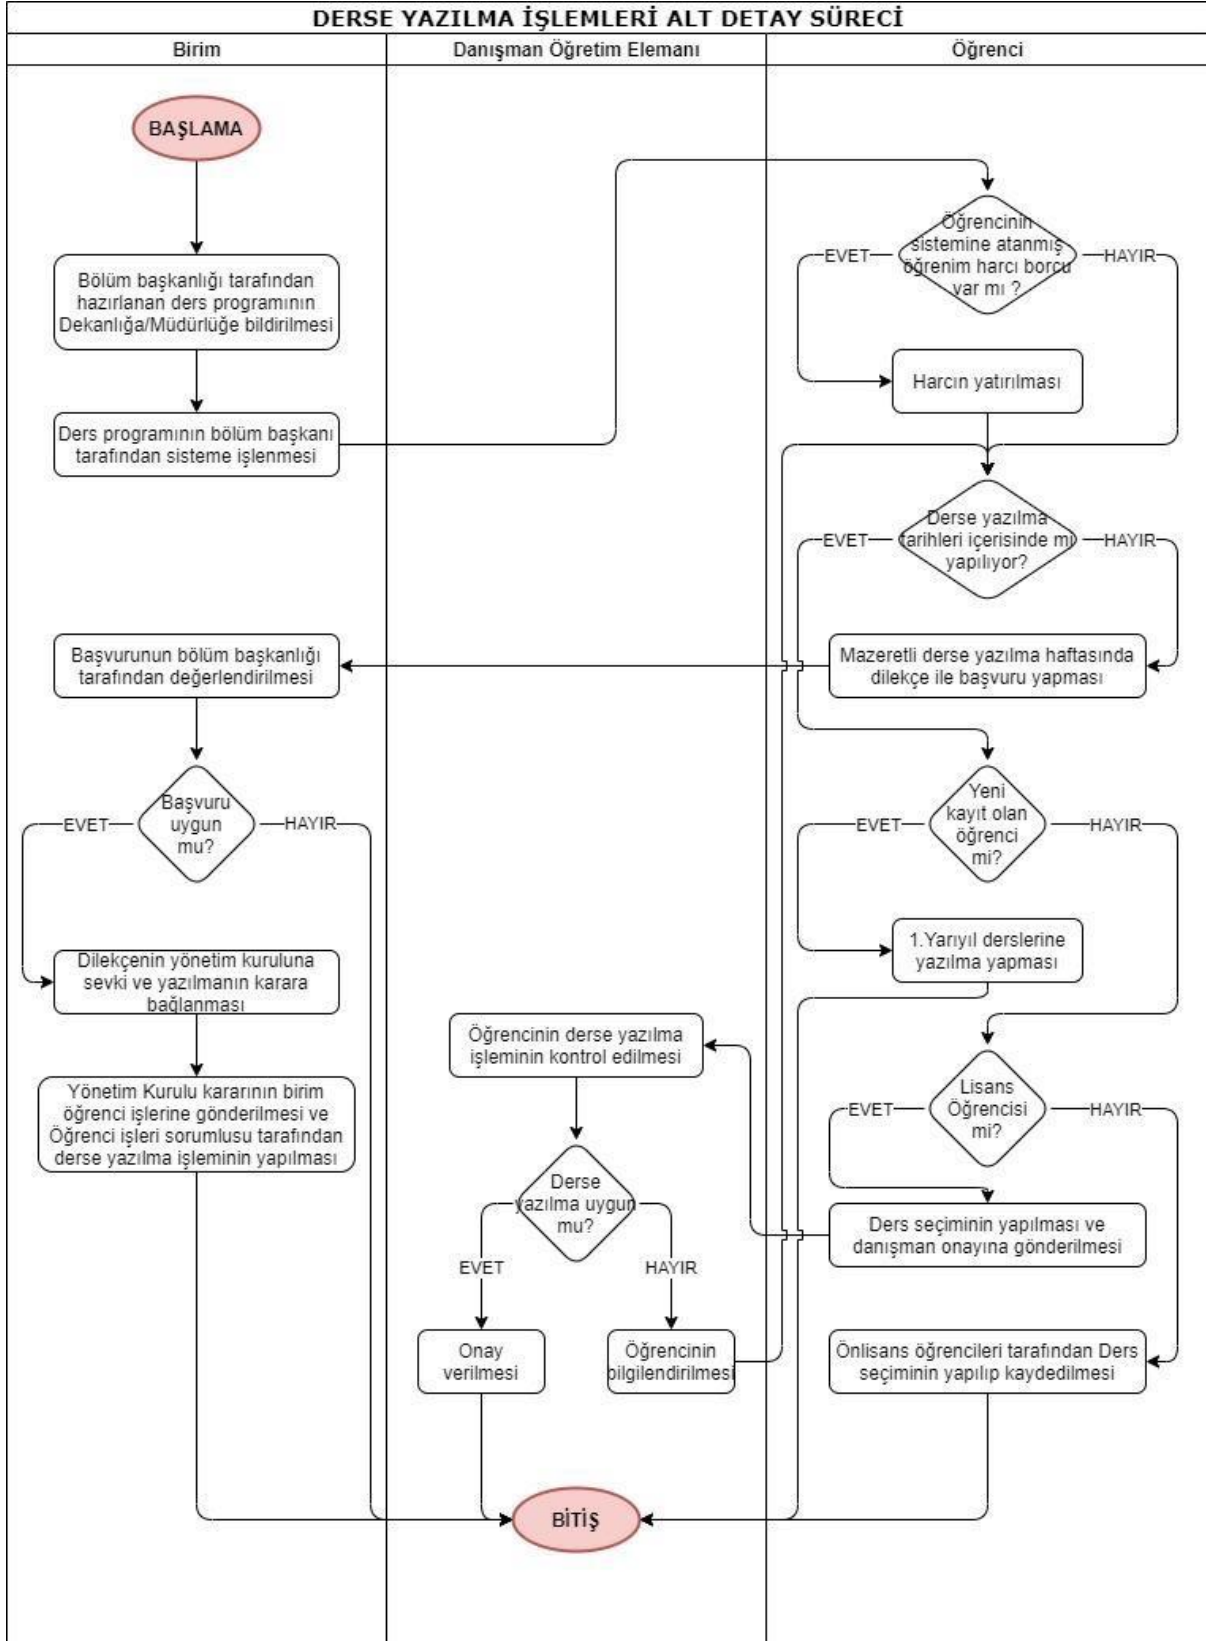 DERSE YAZILMA İŞLEMLERİ ALT DETAY SÜRECİ
Birim
Danışman Öğretim Elemanı
Öğrenci
BAŞLAMA
Bölüm başkanlığı tarafından
hazırlanan ders programının
Dekanlığa/Müdürlüğe bildirilmesi
Ders programının bölüm başkanı
tarafından sisteme işlenmesi
Öğrencinin
sistemine atanmış
öğrenim harcı borcu
var mı ?
EVET
HAYIR
Harcın yatırılması
Derse yazılma
tarihleri içerisinde mi
yapılıyor?
EVET
HAYIR
Mazeretli derse yazılma haftasında
dilekçe ile başvuru yapması
Başvurunun bölüm başkanlığı
tarafından değerlendirilmesi
Başvuru
uygun
mu?
EVET
HAYIR
Dilekçenin yönetim kuruluna
sevki ve yazılmanın karara
bağlanması
Yönetim Kurulu kararının birim
öğrenci işlerine gönderilmesi ve
Öğrenci işleri sorumlusu tarafından
derse yazılma işleminin yapılması
Yeni
kayıt olan
öğrenci
mi?
EVET
HAYIR
1.Yarıyıl derslerine
yazılma yapması
Lisans
Öğrencisi
mi?
EVET
HAYIR
Ders seçiminin yapılması ve
danışman onayına gönderilmesi
Önlisans öğrencileri tarafından Ders
seçiminin yapılıp kaydedilmesi
Öğrencinin derse yazılma
işleminin kontrol edilmesi
Derse
yazılma uygun
mu?
EVET
HAYIR
Onay
verilmesi
Öğrencinin
bilgilendirilmesi
BİTİŞ